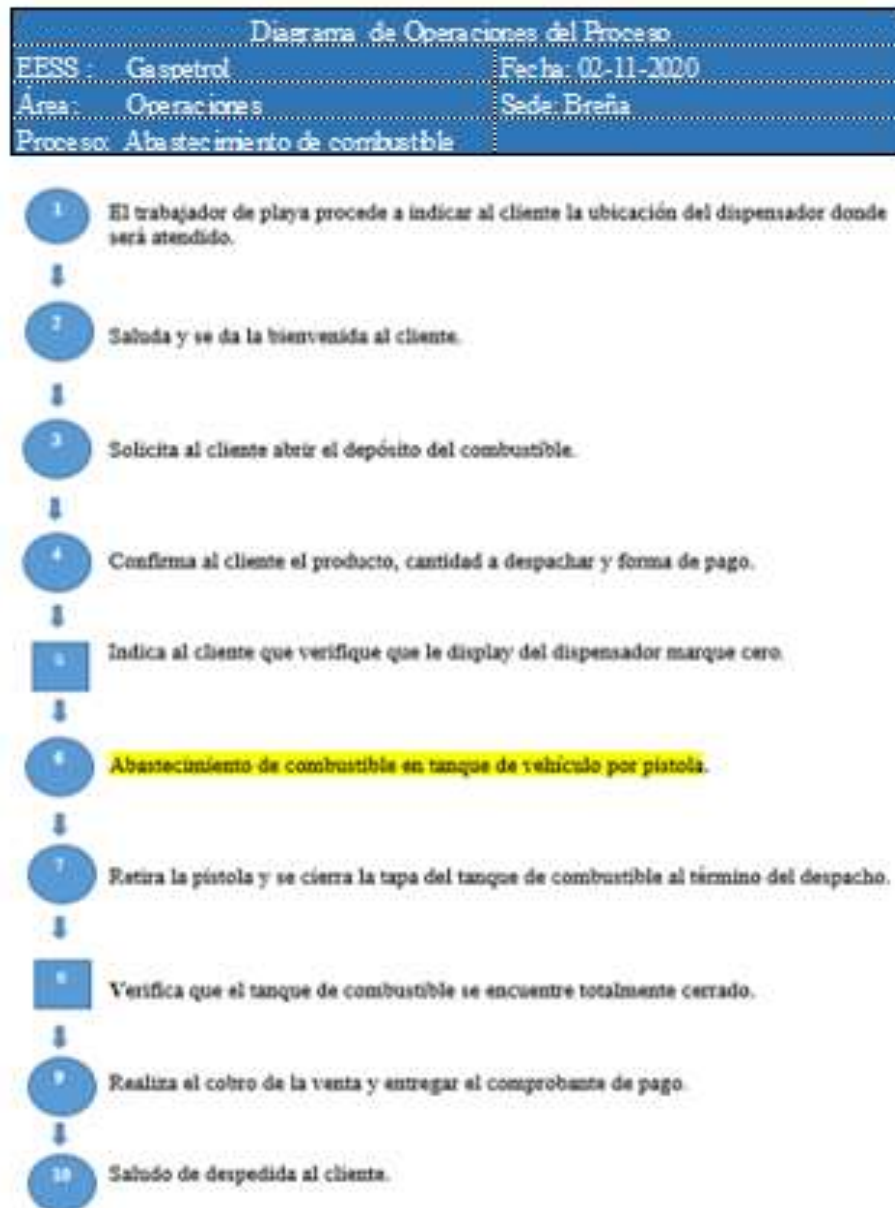 Diagrama de Operaciones del Proceso
EESS : Gaspetrol Fecha: 02-11-2020
Área: Operaciones Sede: Breña
Proceso: Abastecimiento de combustible
1 El trabajador de playa procede a indicar al cliente la ubicación del dispensador donde
será atendido.
2 Saluda y se da la bienvenida al cliente.
3 Solicita al cliente abrir el depósito del combustible.
4 Confirma al cliente el producto, cantidad a despachar y forma de pago.
5 Indica al cliente que verifique que le display del dispensador marque cero.
6 Abastecimiento de combustible en tanque de vehículo por pistola.
7 Retira la pistola y se cierra la tapa del tanque de combustible al término del despacho.
8 Verifica que el tanque de combustible se encuentre totalmente cerrado.
9 Realiza el cobro de la venta y entregar el comprobante de pago.
10 Saludo de despedida al cliente.